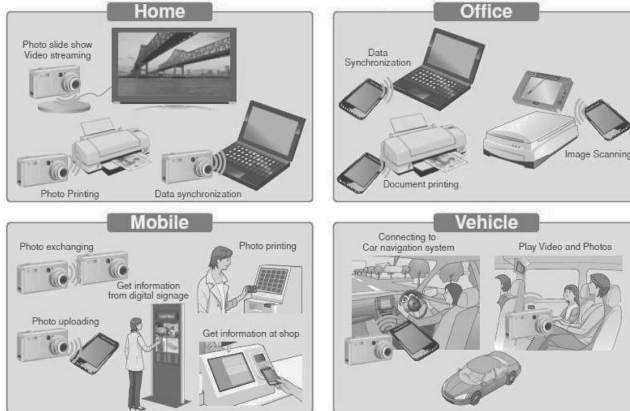 Home
Photo slide show
Video streaming
Photo Printing
Data synchronization
Office
Data
Synchronization
Document printing
Image Scanning
Mobile
Photo exchanging
Photo printing
Get information
from digital signage
Photo uploading
Get information at shop
Vehicle
Connecting to
Car navigation system
Play Video and Photos